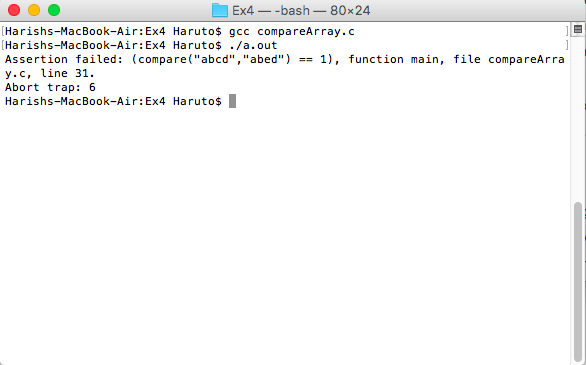 Ex4 — -bash — 80×24
[Harishs-MacBook-Air:Ex4 Haruto$ gcc compareArray.c ]
[Harishs-MacBook-Air:Ex4 Haruto$ ./a.out ]
Assertion failed: (compare("abcd","abed") == 1), function main, file compareArra
y.c, line 31.
Abort trap: 6
Harishs-MacBook-Air:Ex4 Haruto$